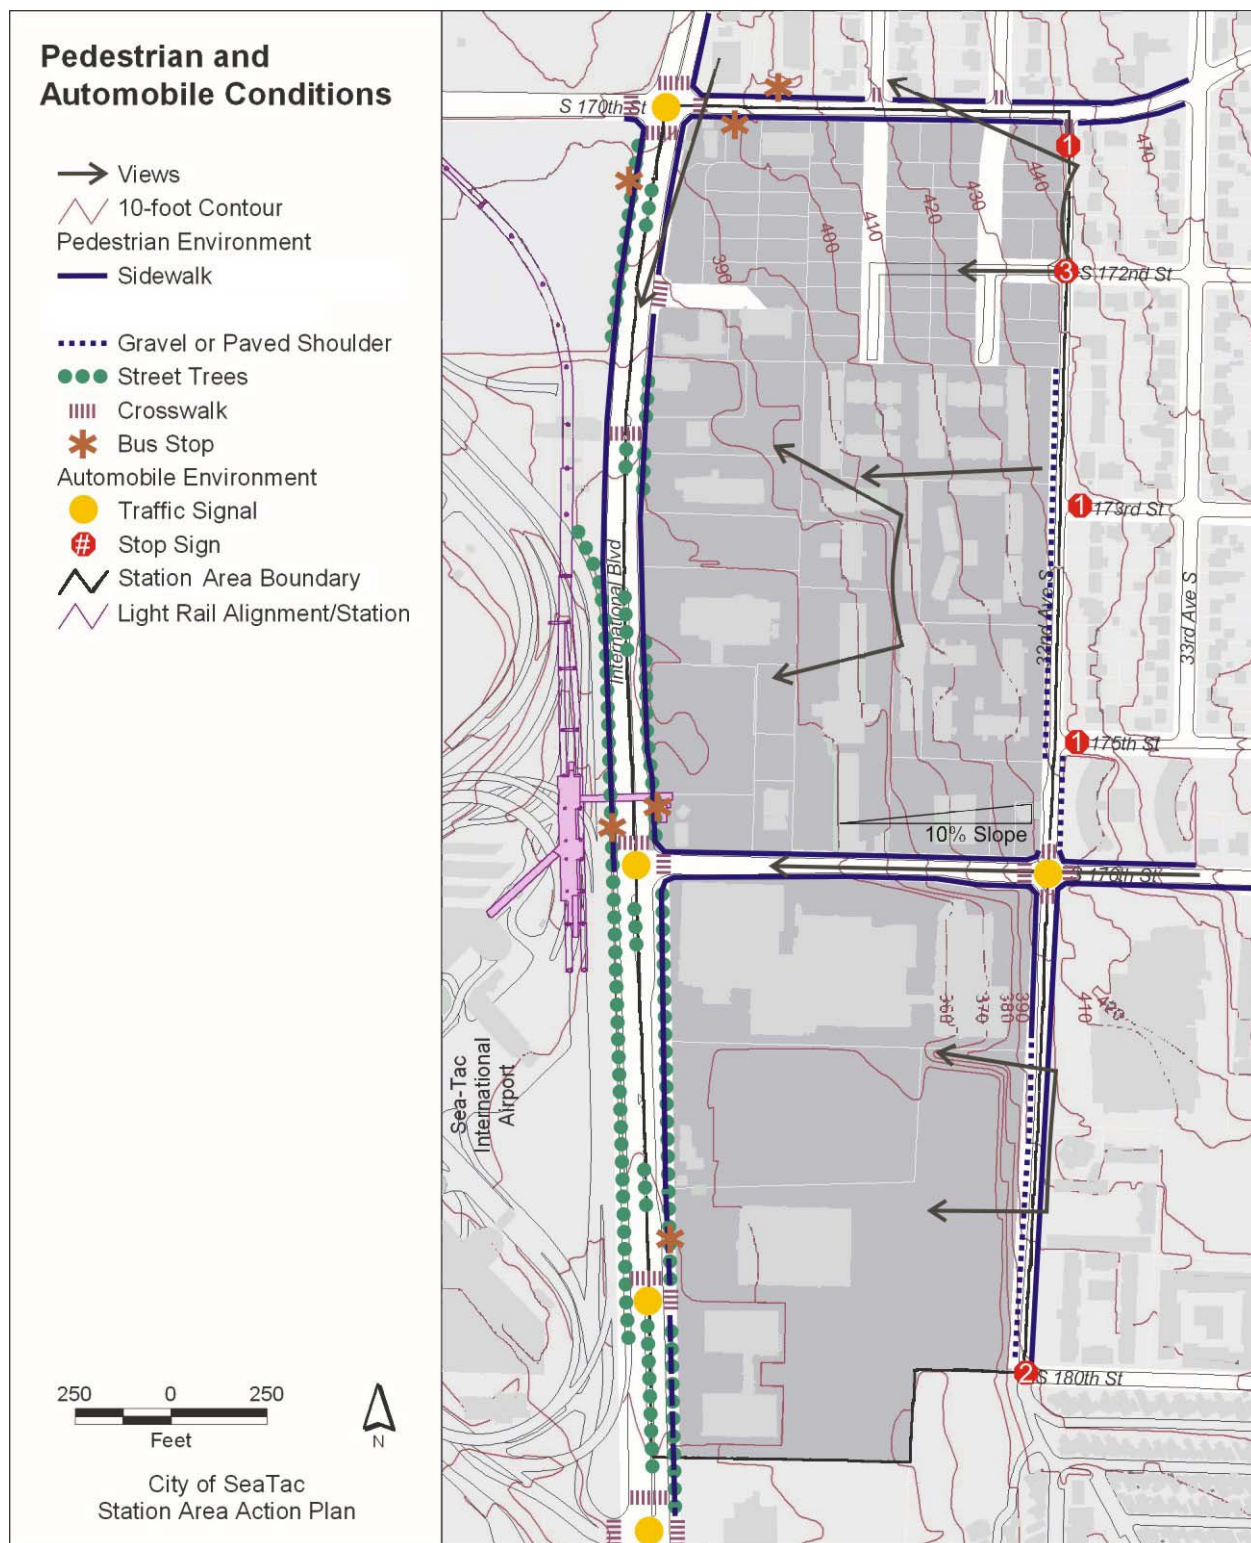 Pedestrian and
Automobile Conditions
Views
10-foot Contour
Pedestrian Environment
Sidewalk
Gravel or Paved Shoulder
Street Trees
Crosswalk
Bus Stop
Automobile Environment
Traffic Signal
# Stop Sign
Station Area Boundary
Light Rail Alignment/Station
250 0 250
Feet
N
City of SeaTac
Station Area Action Plan
S 170th St
1
470
440
430
420
410
400
390
3 S 172nd St
1 173rd St
International Blvd
32nd Ave S
33rd Ave S
1 175th St
10% Slope
S 176th St
360
370
380
390
410
420
Sea-Tac
International
Airport
2 S 180th St